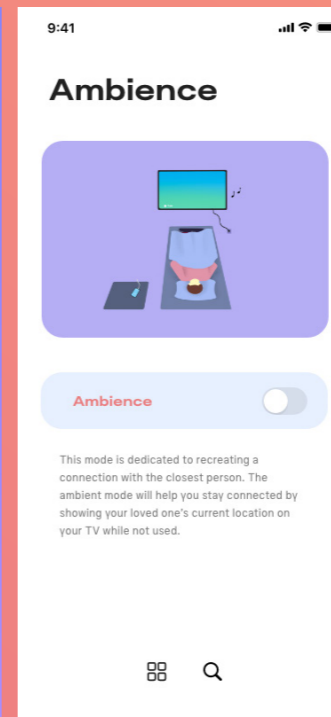 9:41
Ambience
Ambience
This mode is dedicated to recreating a
connection with the closest person. The
ambient mode will help you stay connected by
showing your loved one's current location on
your TV while not used.